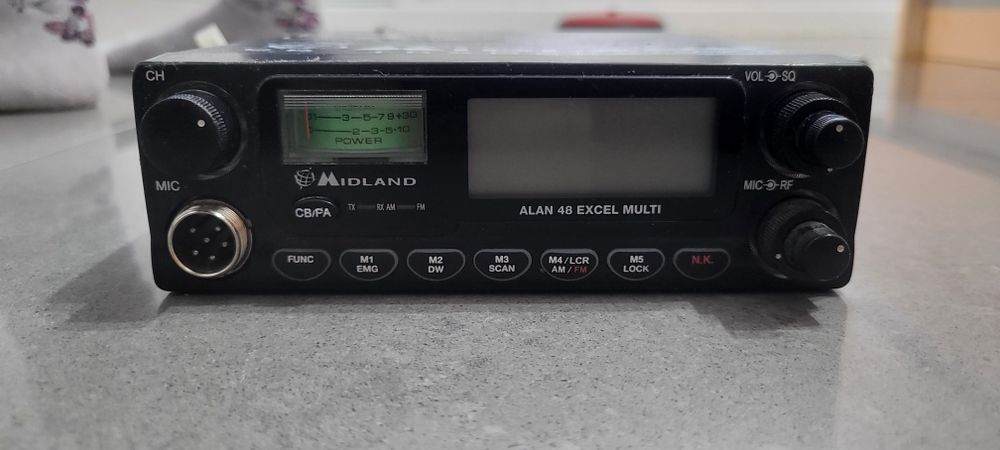 CH
VOL SQ
1 3-5-7 9+30
2-3-5-10
POWER
MIDLAND
MIC
MIC RF
CB/PA
TX RX AM FM
ALAN 48 EXCEL MULTI
FUNC
M1
EMG
M2
DW
M3
SCAN
M4/LCR
AM/FM
M5
LOCK
N.K.